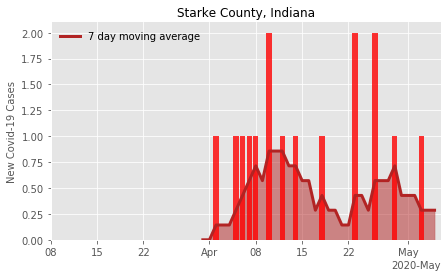 Starke County, Indiana
7 day moving average
New Covid-19 Cases
2.00
1.75
1.50
1.25
1.00
0.75
0.50
0.25
0.00
08 15 22 Apr 08 15 22 May
2020-May